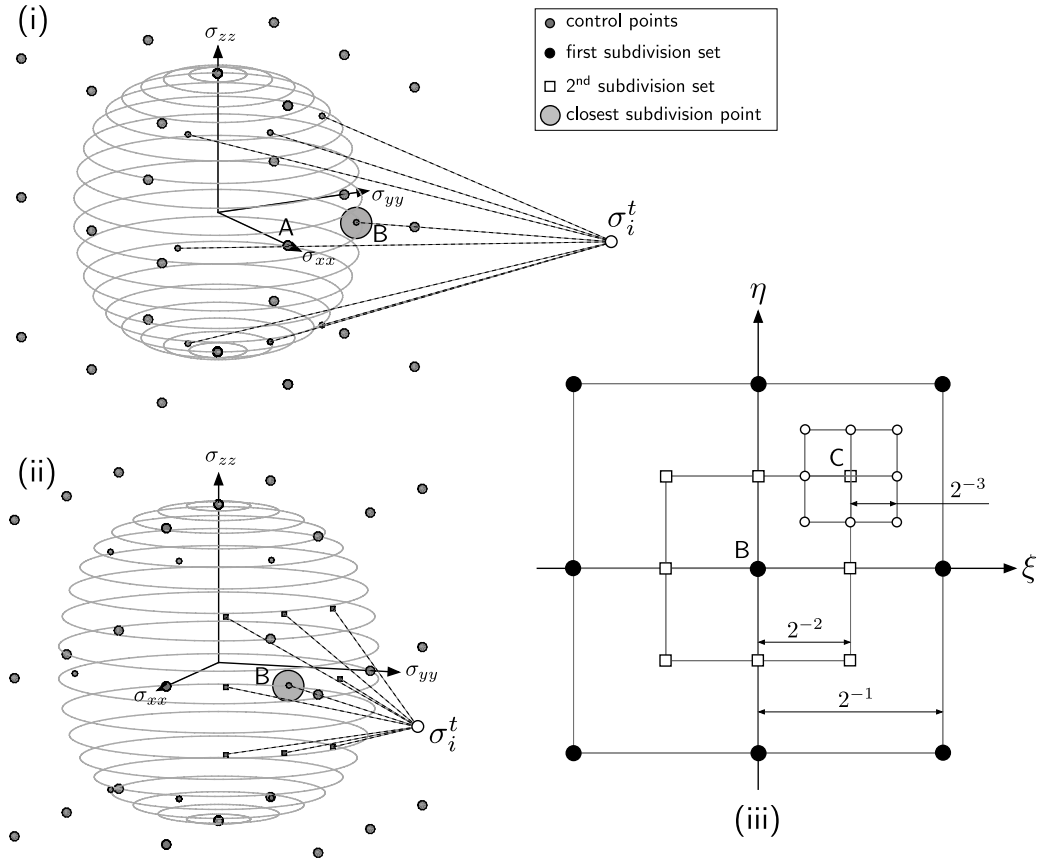 (i)
σzz
control points
first subdivision set
2nd subdivision set
closest subdivision point
σyy
A
B
σxx
σit
η
(ii)
σzz
C
2−3
B
ξ
2−2
B
σyy
σxx
2−1
σit
(iii)